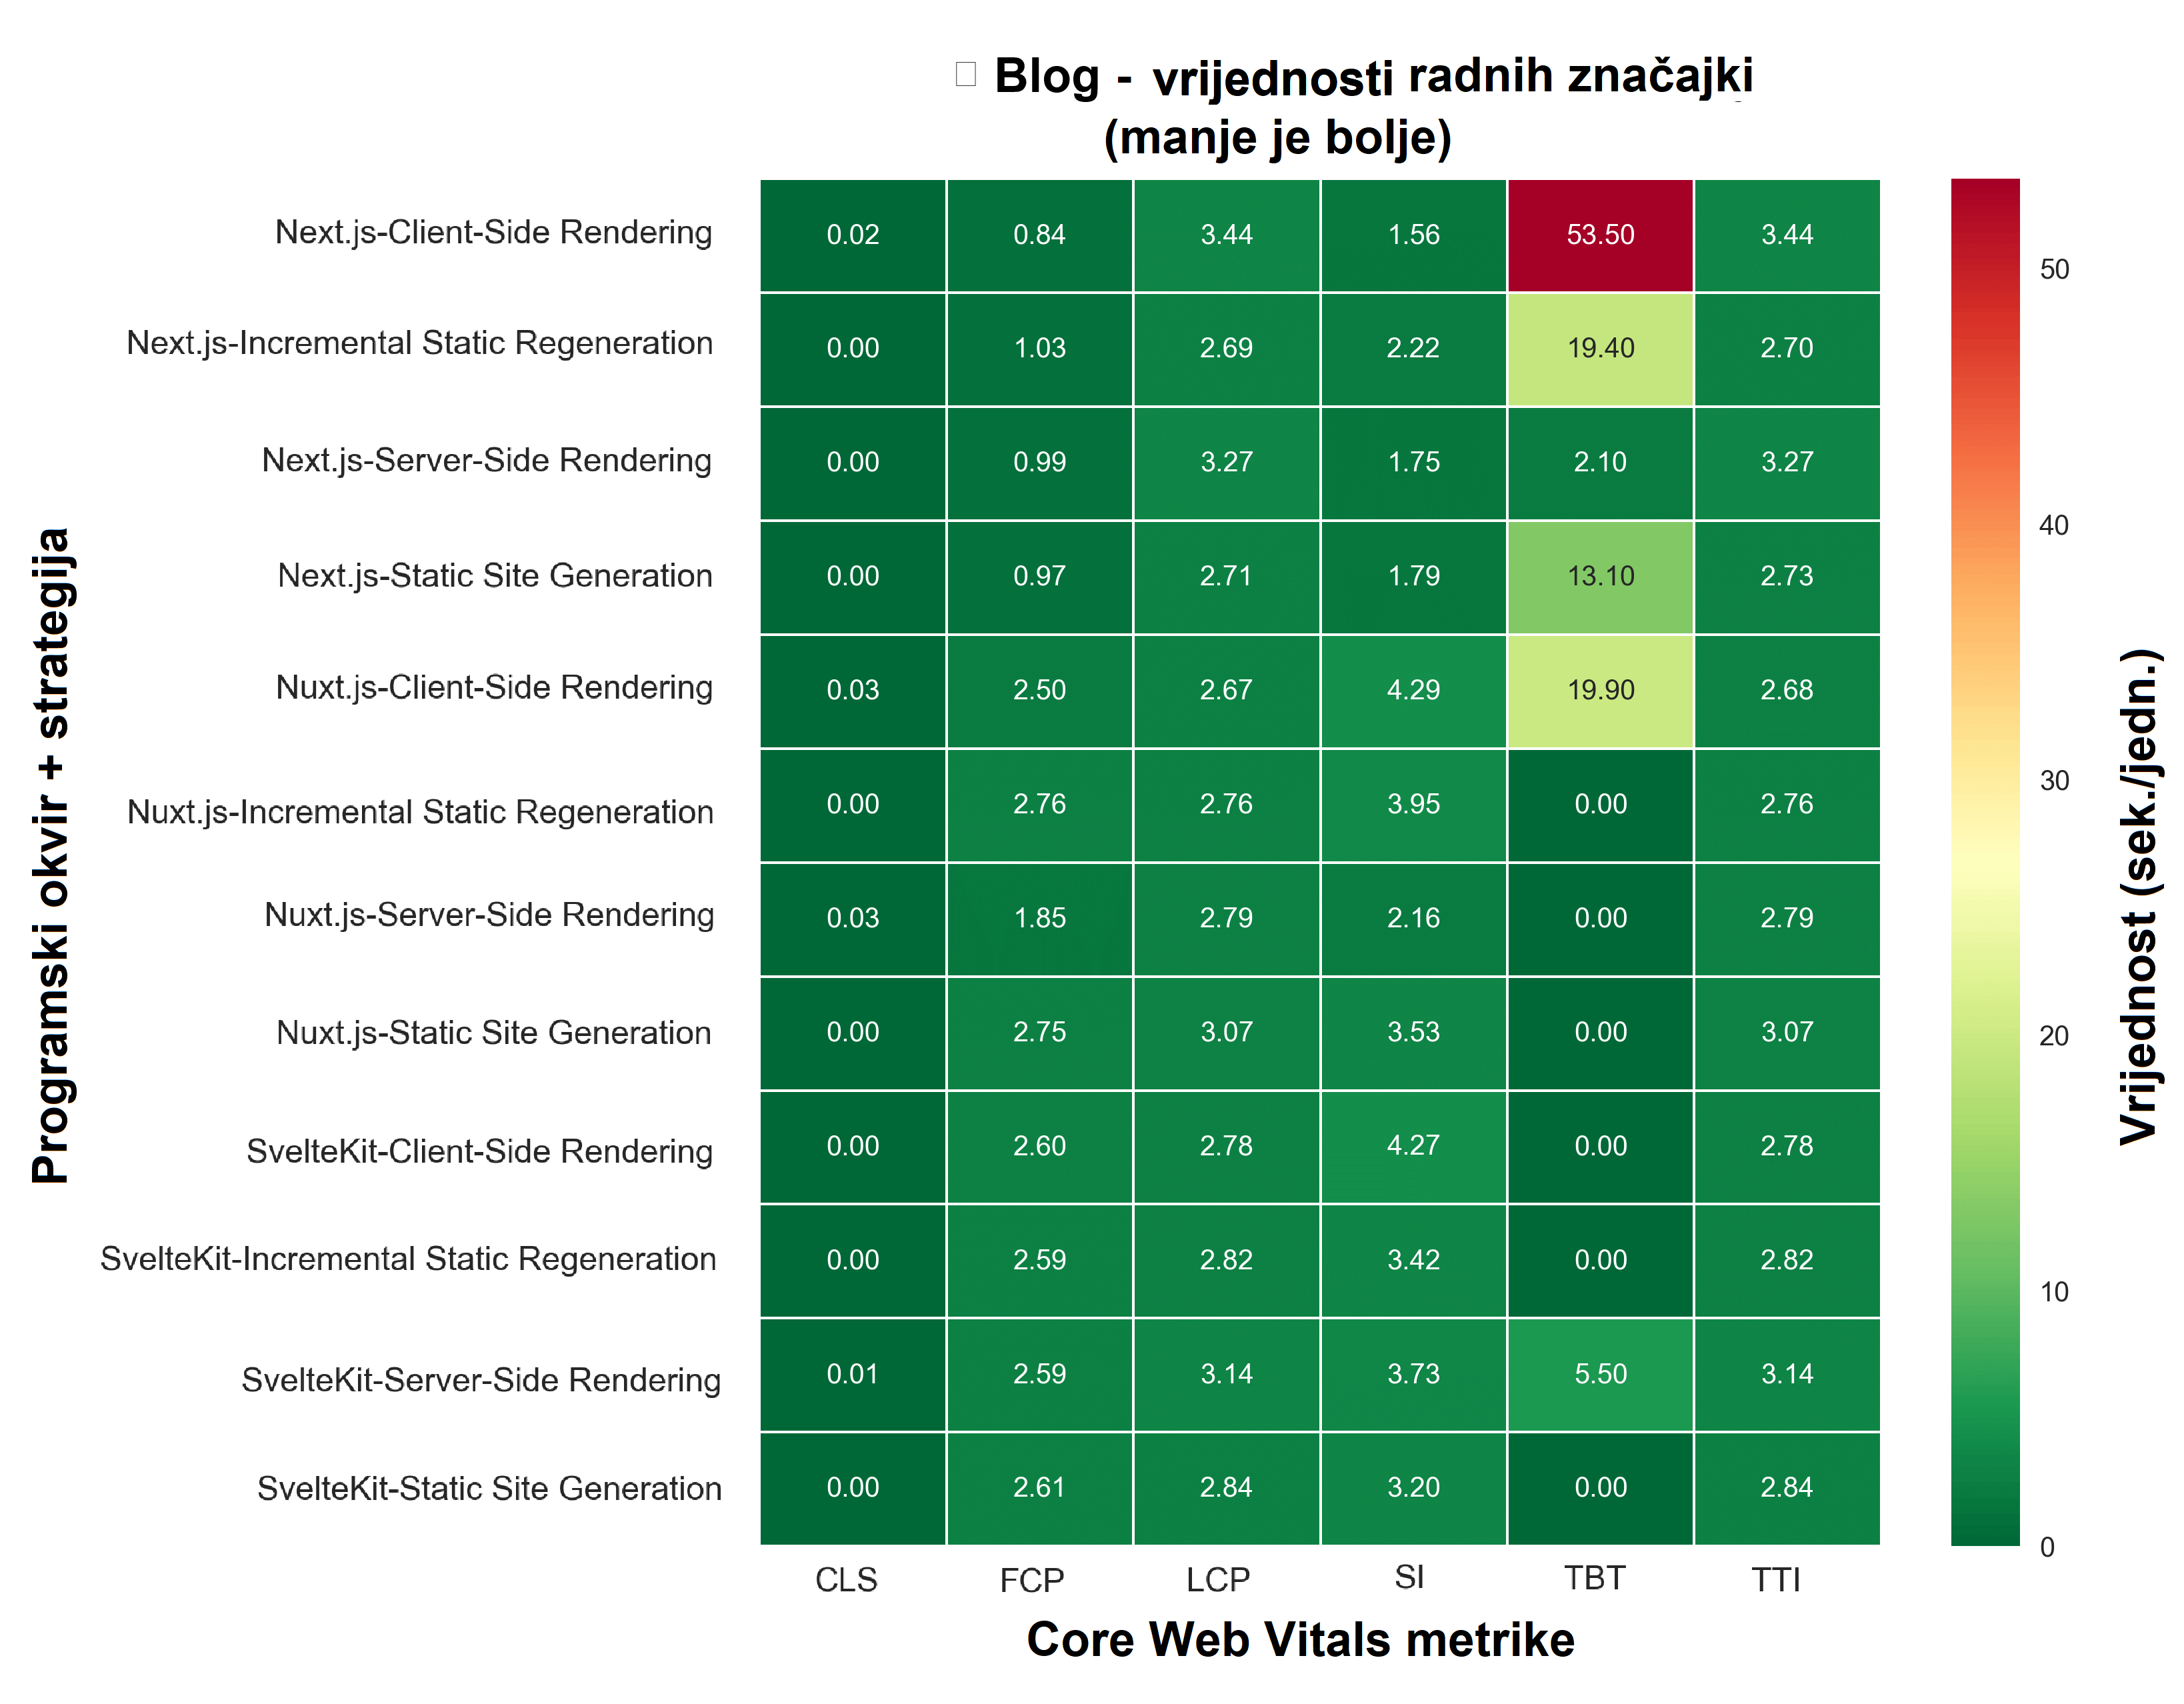 Blog - vrijednosti radnih značajki
(manje je bolje)
Programski okvir + strategija
Next.js-Client-Side Rendering 0.02 0.84 3.44 1.56 53.50 3.44
Next.js-Incremental Static Regeneration 0.00 1.03 2.69 2.22 19.40 2.70
Next.js-Server-Side Rendering 0.00 0.99 3.27 1.75 2.10 3.27
Next.js-Static Site Generation 0.00 0.97 2.71 1.79 13.10 2.73
Nuxt.js-Client-Side Rendering 0.03 2.50 2.67 4.29 19.90 2.68
Nuxt.js-Incremental Static Regeneration 0.00 2.76 2.76 3.95 0.00 2.76
Nuxt.js-Server-Side Rendering 0.03 1.85 2.79 2.16 0.00 2.79
Nuxt.js-Static Site Generation 0.00 2.75 3.07 3.53 0.00 3.07
SvelteKit-Client-Side Rendering 0.00 2.60 2.78 4.27 0.00 2.78
SvelteKit-Incremental Static Regeneration 0.00 2.59 2.82 3.42 0.00 2.82
SvelteKit-Server-Side Rendering 0.01 2.59 3.14 3.73 5.50 3.14
SvelteKit-Static Site Generation 0.00 2.61 2.84 3.20 0.00 2.84
CLS FCP LCP SI TBT TTI
Core Web Vitals metrike
50
40
30
20
10
0
Vrijednost (sek./jedn.)